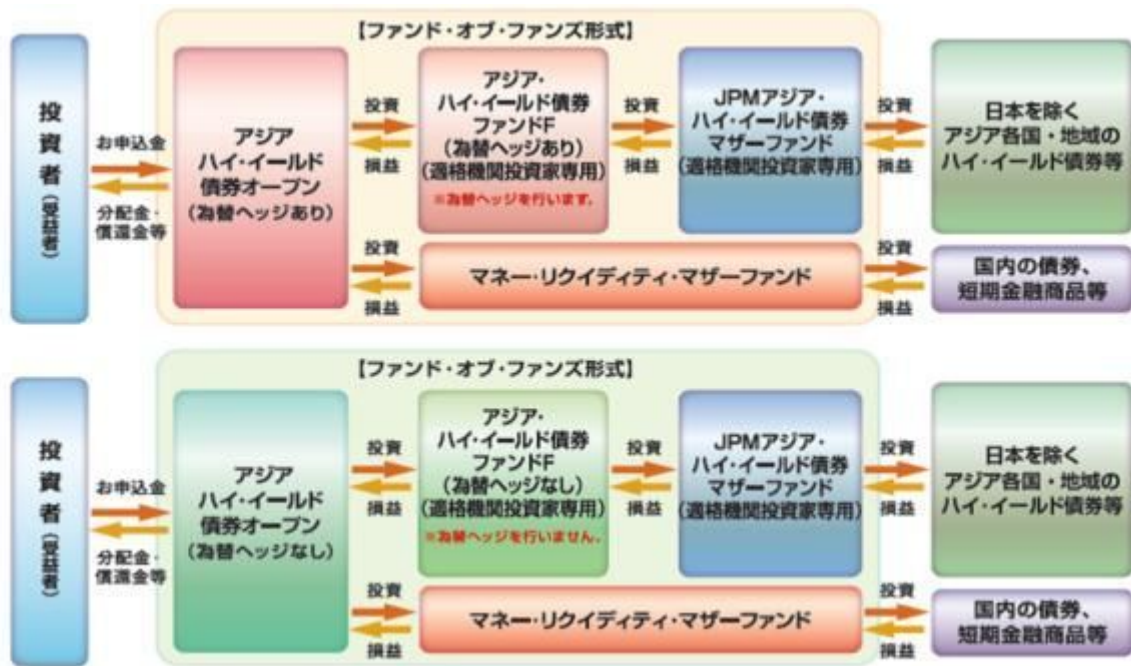 【ファンド・オブ・ファンズ形式】
投資者(受益者)
お申込金
分配金・
償還金等
アジア
ハイ・イールド
債券オープン
(為替ヘッジあり)
投資
損益
アジア・
ハイ・イールド債券
ファンドF
(為替ヘッジあり)
(適格機関投資家専用)
※為替ヘッジを行います。
投資
損益
JPMアジア・
ハイ・イールド債券
マザーファンド
(適格機関投資家専用)
投資
損益
日本を除く
アジア各国・地域の
ハイ・イールド債券等
投資
損益
マネー・リクイディティ・マザーファンド
投資
損益
国内の債券、
短期金融商品等
【ファンド・オブ・ファンズ形式】
投資者(受益者)
お申込金
分配金・
償還金等
アジア
ハイ・イールド
債券オープン
(為替ヘッジなし)
投資
損益
アジア・
ハイ・イールド債券
ファンドF
(為替ヘッジなし)
(適格機関投資家専用)
※為替ヘッジを行いません。
投資
損益
JPMアジア・
ハイ・イールド債券
マザーファンド
(適格機関投資家専用)
投資
損益
日本を除く
アジア各国・地域の
ハイ・イールド債券等
投資
損益
マネー・リクイディティ・マザーファンド
投資
損益
国内の債券、
短期金融商品等